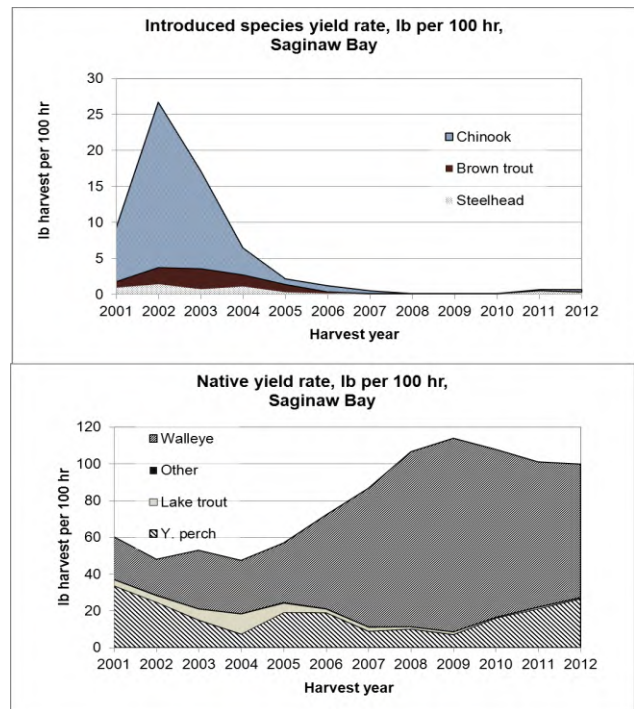 Introduced species yield rate, lb per 100 hr,
Saginaw Bay
30
25
20
15
10
5
0
lb harvest per 100 hr
Chinook
Brown trout
Steelhead
2001 2002 2003 2004 2005 2006 2007 2008 2009 2010 2011 2012
Harvest year
Native yield rate, lb per 100 hr,
Saginaw Bay
120
100
80
60
40
20
0
lb harvest per 100 hr
Walleye
Other
Lake trout
Y. perch
2001 2002 2003 2004 2005 2006 2007 2008 2009 2010 2011 2012
Harvest year